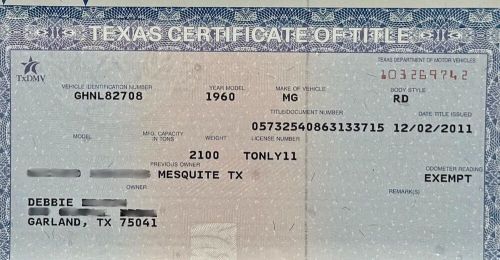 TEXAS CERTIFICATE OF TITLE
TxDMV
TEXAS DEPARTMENT OF MOTOR VEHICLES
103269742
VEHICLE IDENTIFICATION NUMBER YEAR MODEL MAKE OF VEHICLE BODY STYLE
GHNL82708 1960 MG RD
TITLE/DOCUMENT NUMBER DATE TITLE ISSUED
05732540863133715 12/02/2011
MODEL MFG. CAPACITY IN TONS WEIGHT LICENSE NUMBER
2100 TONLY11
PREVIOUS OWNER ODOMETER READING
MESQUITE TX EXEMPT
OWNER REMARK(S)
DEBBIE
GARLAND, TX 75041